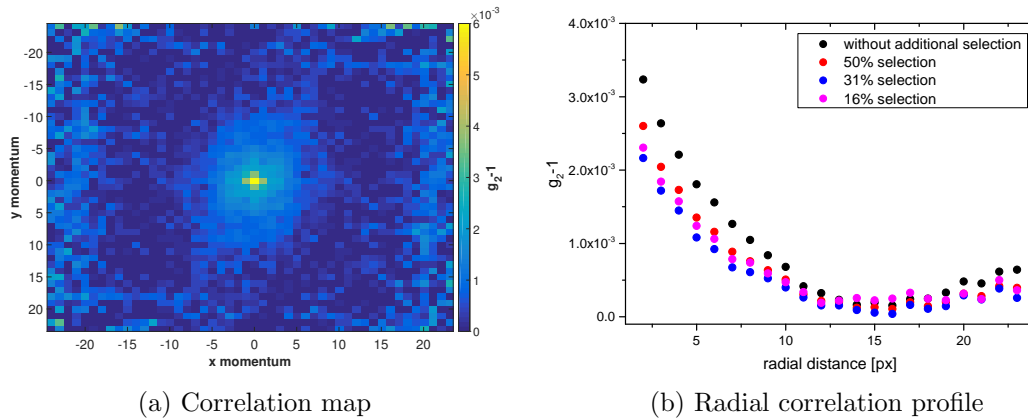 -20
-15
-10
-5
0
5
10
15
20
y momentum
-20 -15 -10 -5 0 5 10 15 20
x momentum
×10⁻³
6
5
4
3
2
1
0
g₂-1
(a) Correlation map
4.0x10⁻³
3.0x10⁻³
2.0x10⁻³
1.0x10⁻³
0.0
g₂-1
without additional selection
50% selection
31% selection
16% selection
5 10 15 20
radial distance [px]
(b) Radial correlation profile